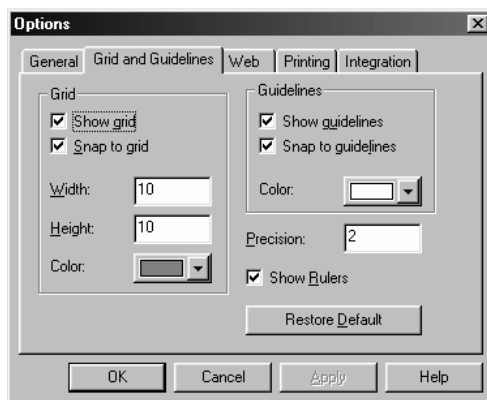 Options
General Grid and Guidelines Web Printing Integration
Grid
Show grid
Snap to grid
Width: 10
Height: 10
Color:
Guidelines
Show guidelines
Snap to guidelines
Color:
Precision: 2
Show Rulers
Restore Default
OK Cancel Apply Help